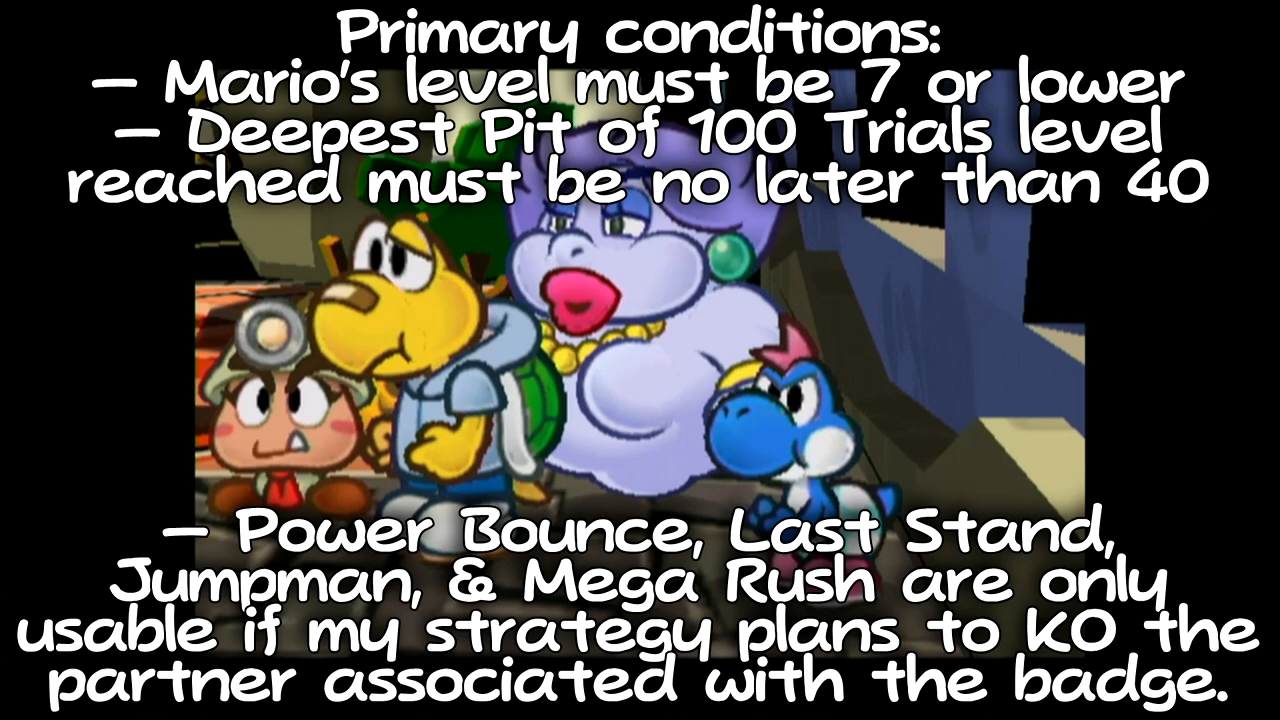 Primary conditions:
– Mario's level must be 7 or lower
– Deepest Pit of 100 Trials level
reached must be no later than 40
– Power Bounce, Last Stand,
Jumpman, & Mega Rush are only
usable if my strategy plans to KO the
partner associated with the badge.